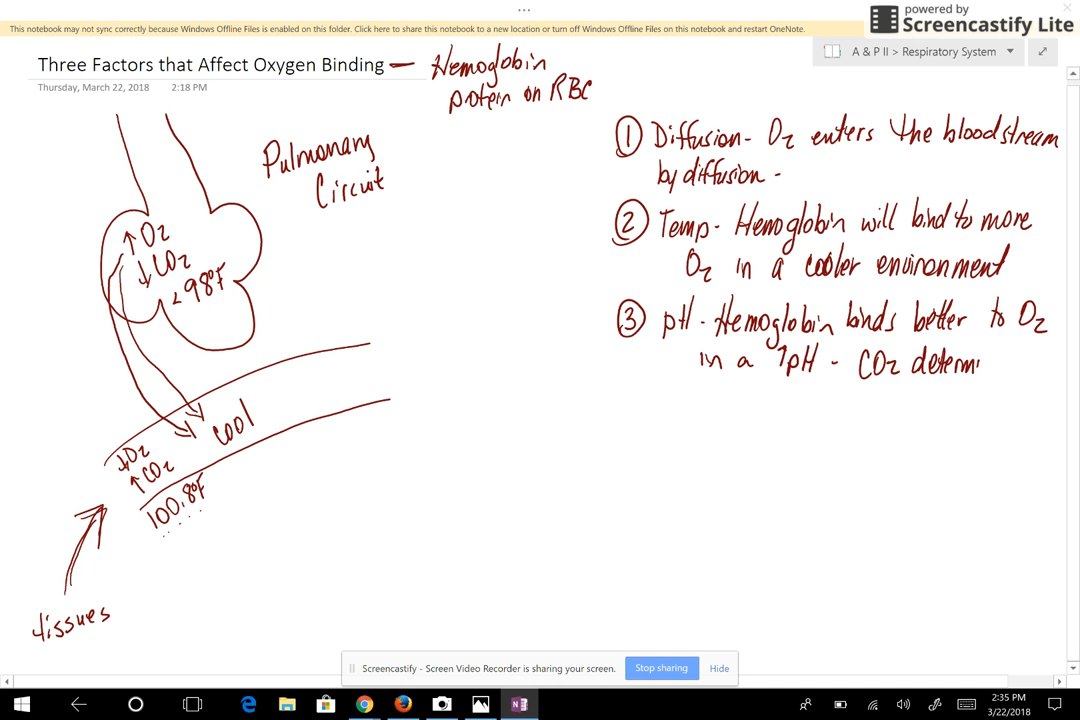 powered by
Screencastify Lite
This notebook may not sync correctly because Windows Offline Files is enabled on this folder. Click here to share this notebook to a new location or turn off Windows Offline Files on this notebook and restart OneNote.
A & P II > Respiratory System
Three Factors that Affect Oxygen Binding – Hemoglobin
protein on RBC
Thursday, March 22, 2018 2:18 PM
Pulmonary
Circuit
↑O2
↓CO2
<98°F
cool
↓O2
↑CO2
100.8°F
tissues
① Diffusion - O2 enters the bloodstream
by diffusion -
② Temp - Hemoglobin will bind to more
O2 in a cooler environment
③ pH - Hemoglobin binds better to O2
in a ↑pH - CO2 determ
Screencastify - Screen Video Recorder is sharing your screen. Stop sharing Hide
2:35 PM
3/22/2018